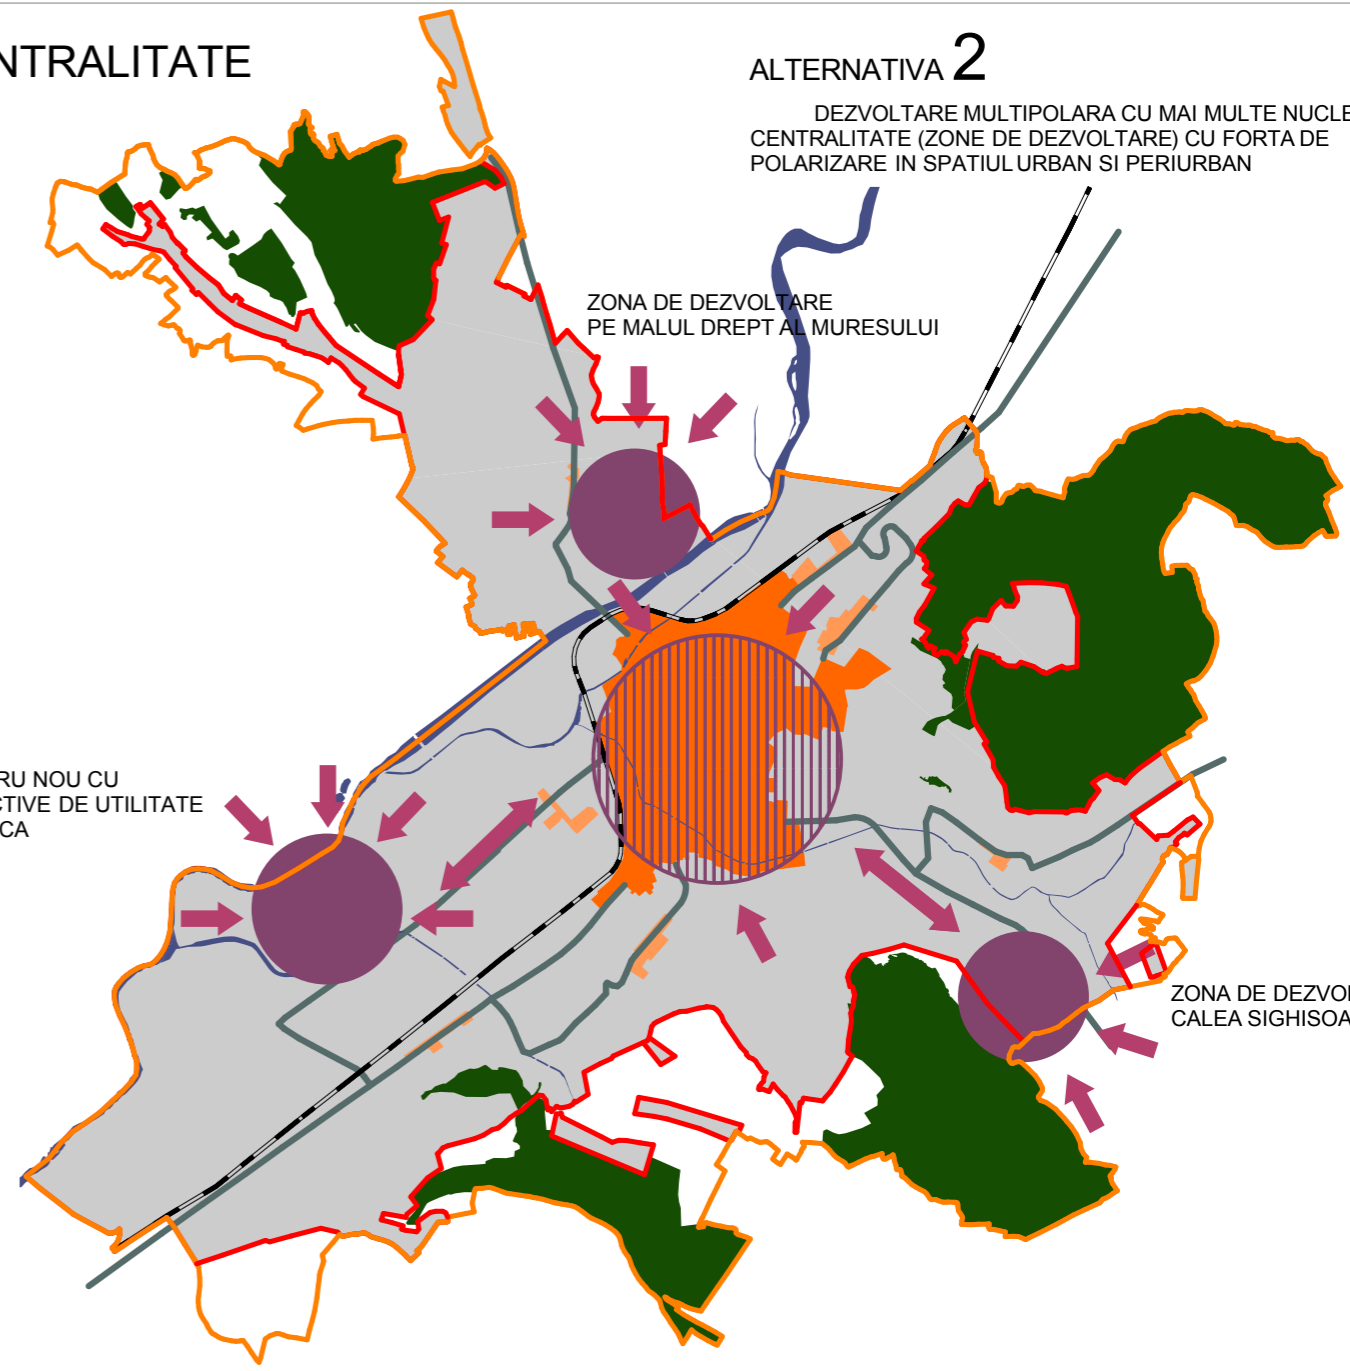 NTRALITATE
ALTERNATIVA 2
DEZVOLTARE MULTIPOLARA CU MAI MULTE NUCLE
CENTRALITATE (ZONE DE DEZVOLTARE) CU FORTA DE
POLARIZARE IN SPATIUL URBAN SI PERIURBAN
ZONA DE DEZVOLTARE
PE MALUL DREPT AL MURESULUI
RU NOU CU
CTIVE DE UTILITATE
CA
ZONA DE DEZVO
CALEA SIGHISOA